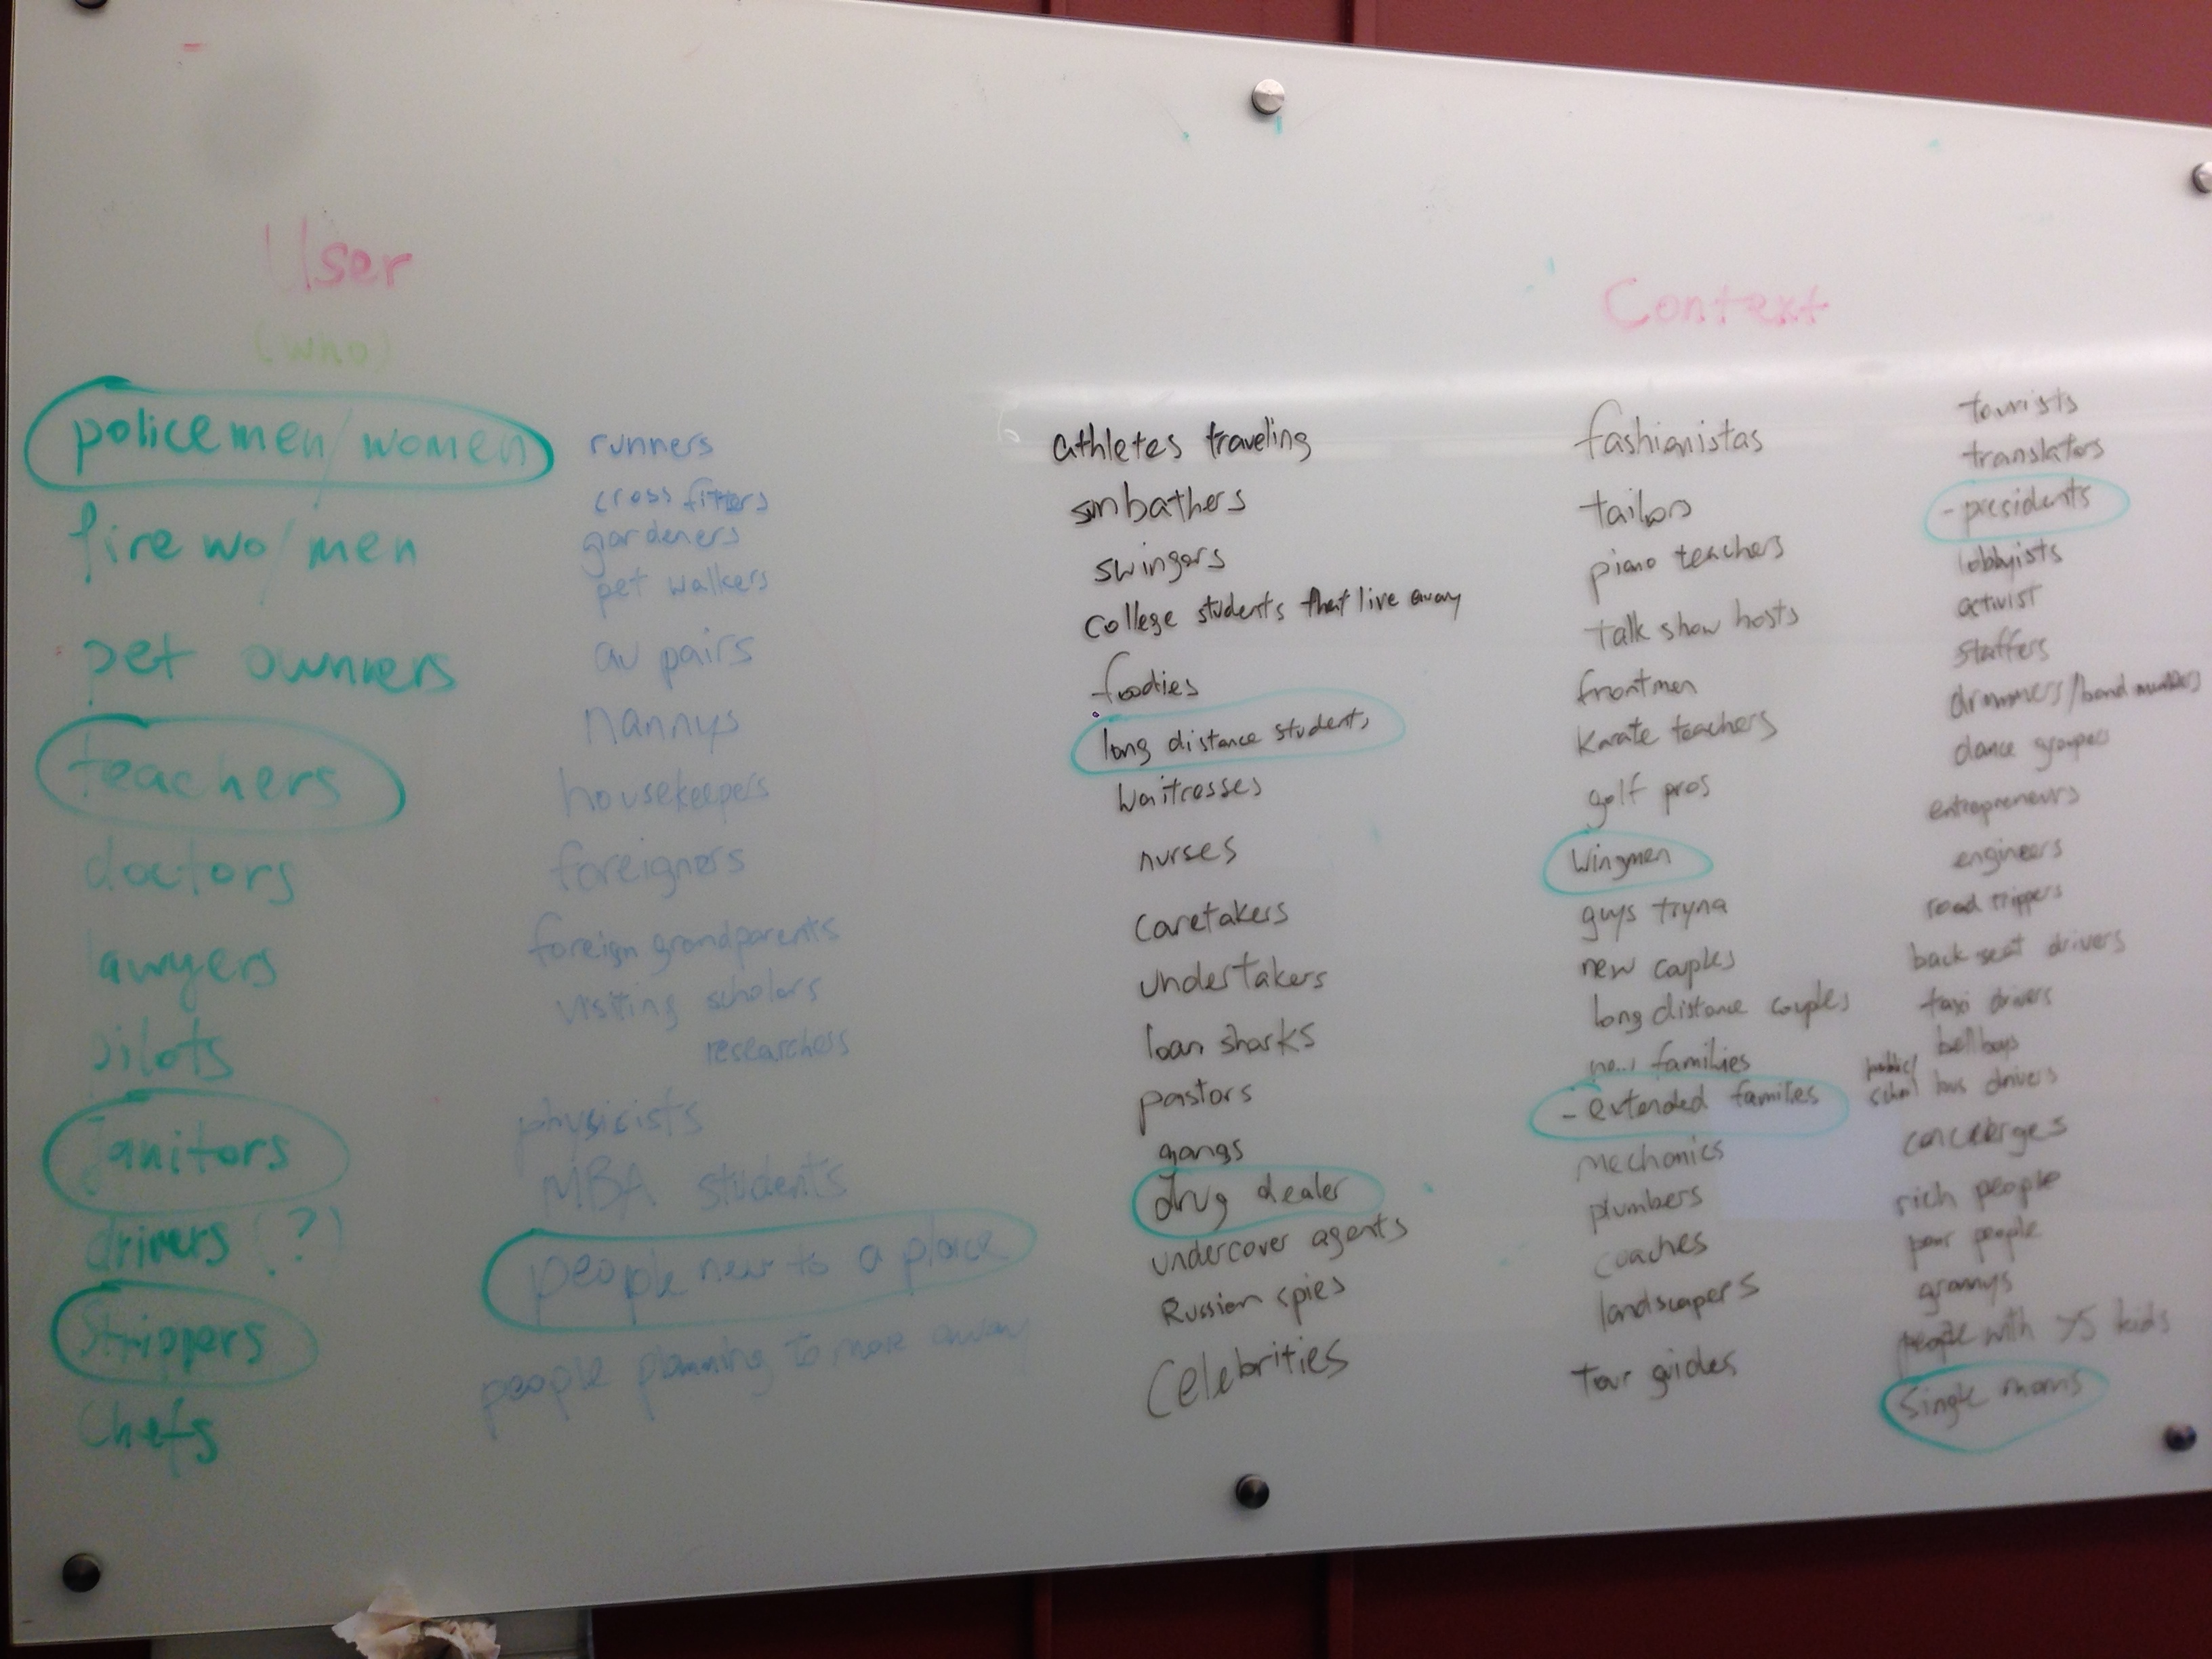 User
(who)
Context
policemen/women
fire wo/men
pet owners
teachers
doctors
lawyers
pilots
Janitors
drivers (?)
Strippers
Chefs
runners
cross fitters
gardeners
pet walkers
au pairs
nannys
housekeepers
foreigners
foreign grandparents
visiting scholars
researchers
physicists
MBA students
people new to a place
people planning to move away
athletes traveling
sunbathers
swingers
College students that live away
foodies
long distance students
waitresses
nurses
caretakers
undertakers
loan sharks
pastors
gangs
drug dealer
undercover agents
Russian spies
Celebrities
fashionistas
tailors
piano teachers
talk show hosts
frontmen
karate teachers
golf pros
wingmen
guys tryna
new couples
long distance couples
new families
- extended families
mechanics
plumbers
coaches
landscapers
Tour guides
tourists
translators
- presidents
lobbyists
activist
staffers
drummers/band members
dance groupers
entrepreneurs
engineers
road trippers
back seat drivers
taxi drivers
bellboys
public/
school bus drivers
concierges
rich people
poor people
grannys
people with >5 kids
Single moms